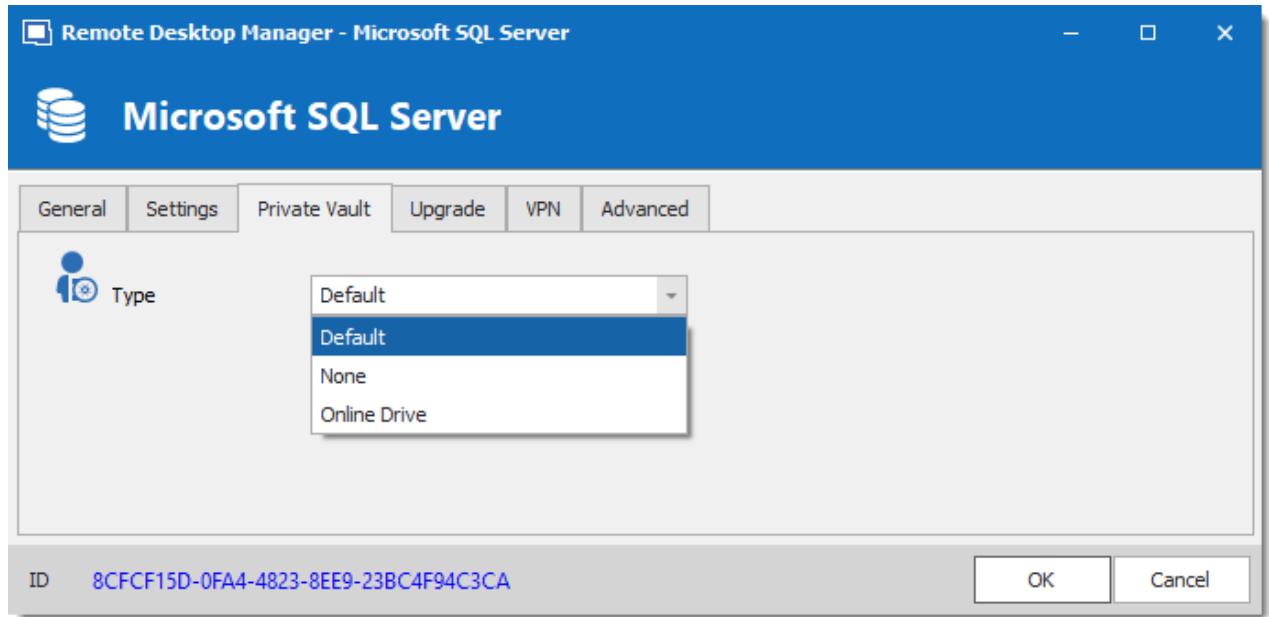 Remote Desktop Manager - Microsoft SQL Server
Microsoft SQL Server
General Settings Private Vault Upgrade VPN Advanced
Type Default
Default
None
Online Drive
ID 8CFCF15D-0FA4-4823-8EE9-23BC4F94C3CA OK Cancel